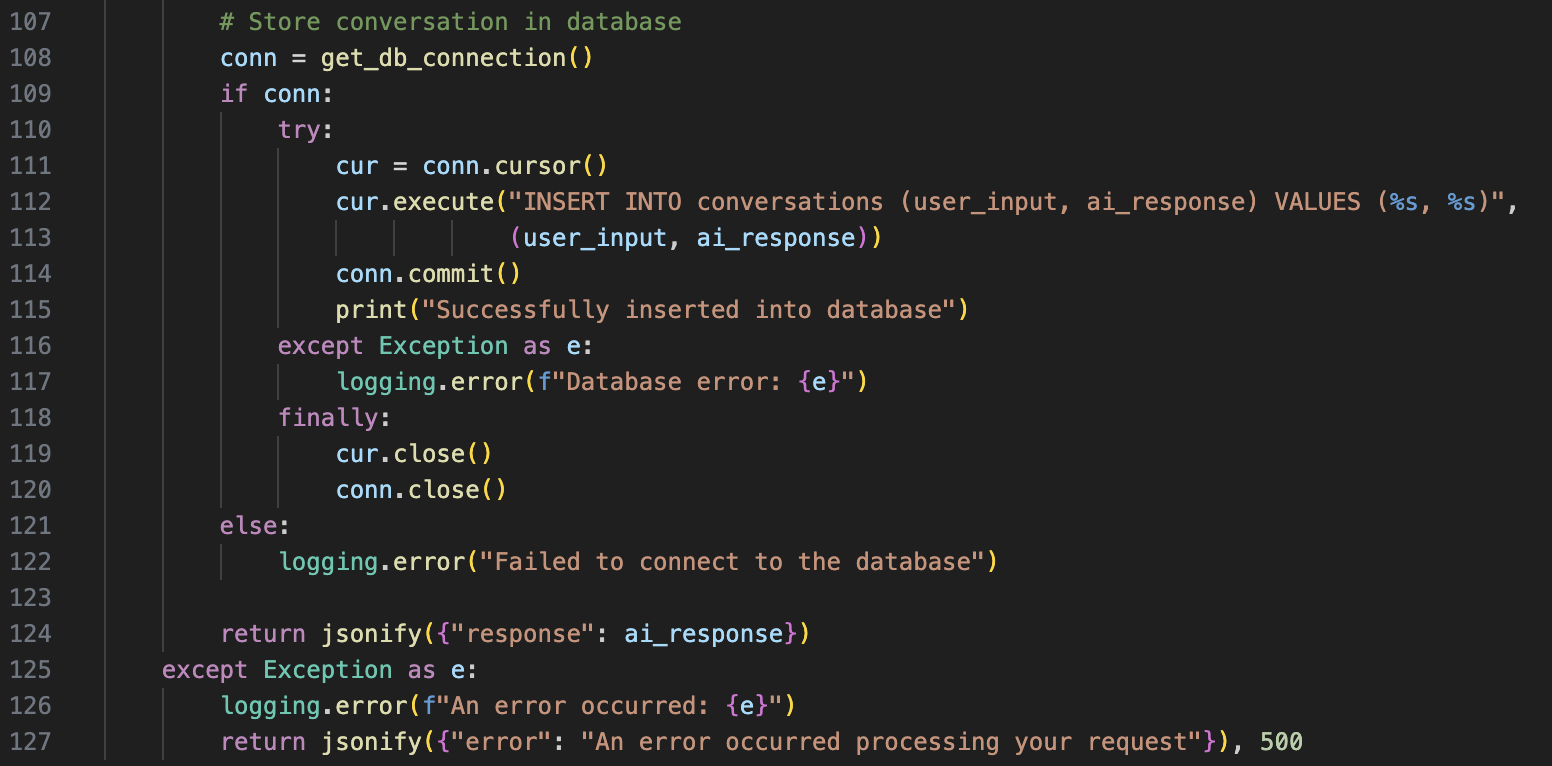 107 # Store conversation in database
108 conn = get_db_connection()
109 if conn:
110 try:
111 cur = conn.cursor()
112 cur.execute("INSERT INTO conversations (user_input, ai_response) VALUES (%s, %s)",
113 (user_input, ai_response))
114 conn.commit()
115 print("Successfully inserted into database")
116 except Exception as e:
117 logging.error(f"Database error: {e}")
118 finally:
119 cur.close()
120 conn.close()
121 else:
122 logging.error("Failed to connect to the database")
123
124 return jsonify({"response": ai_response})
125 except Exception as e:
126 logging.error(f"An error occurred: {e}")
127 return jsonify({"error": "An error occurred processing your request"}), 500